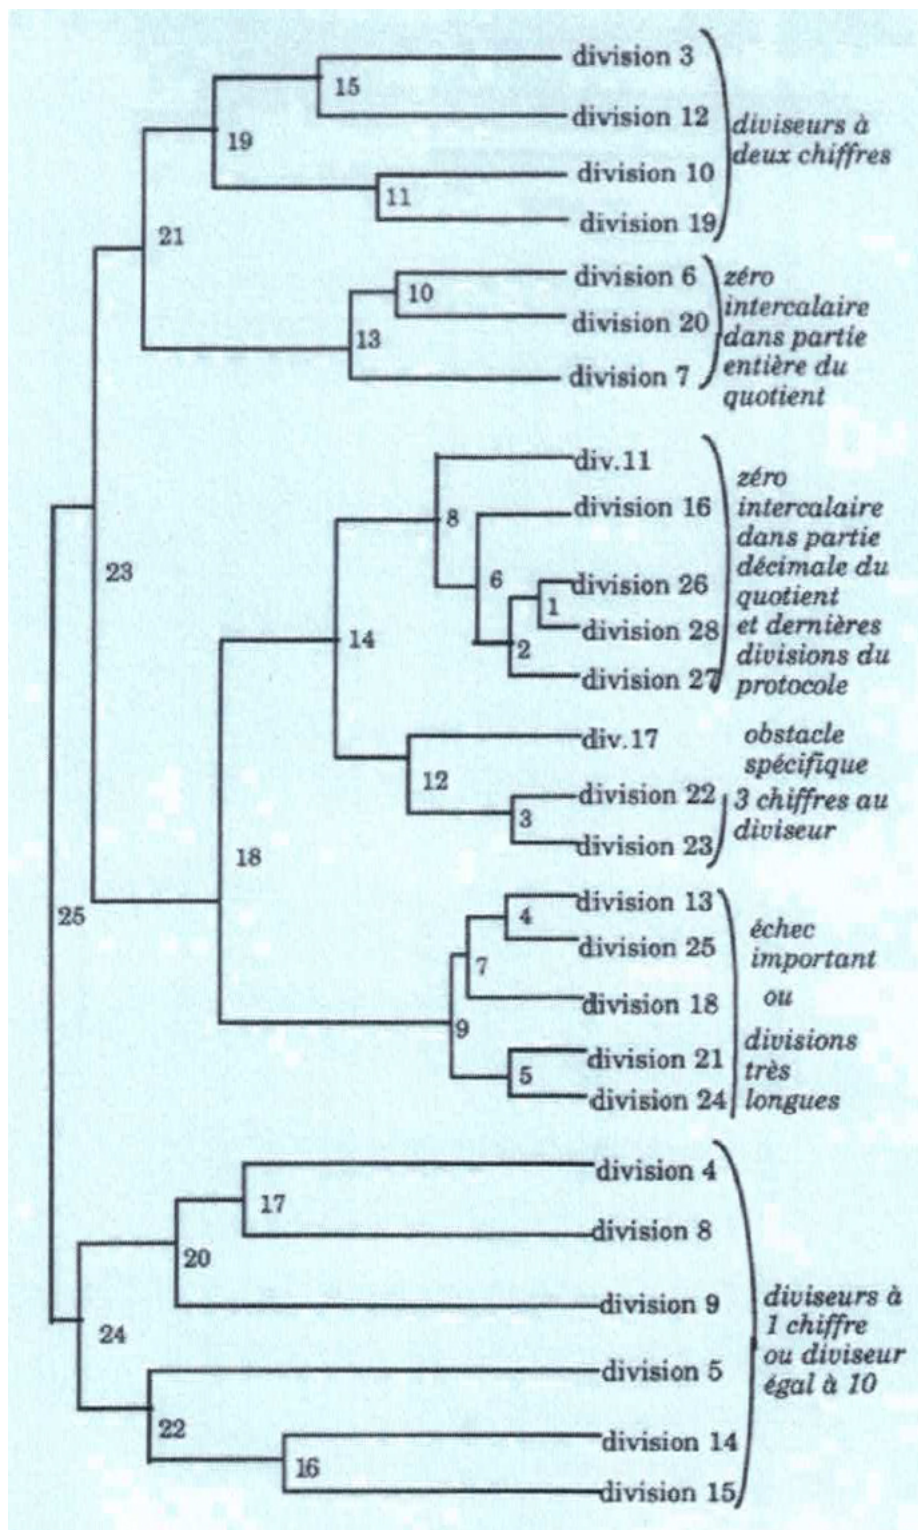 division 3
15
division 12
19
diviseurs à
deux chiffres
division 10
11
division 19
21
division 6
10
division 20
13
division 7
zéro
intercalaire
dans partie
entière du
quotient
div.11
8
division 16
6
division 26
1
division 28
2
division 27
zéro
intercalaire
dans partie
décimale du
quotient
et dernières
divisions du
protocole
23
14
div.17
obstacle
spécifique
12
division 22
3
division 23
3 chiffres au
diviseur
18
25
division 13
4
division 25
7
division 18
9
division 21
5
division 24
échec
important
ou
divisions
très
longues
division 4
17
division 8
20
division 9
24
division 5
22
division 14
16
division 15
diviseurs à
1 chiffre
ou diviseur
égal à 10